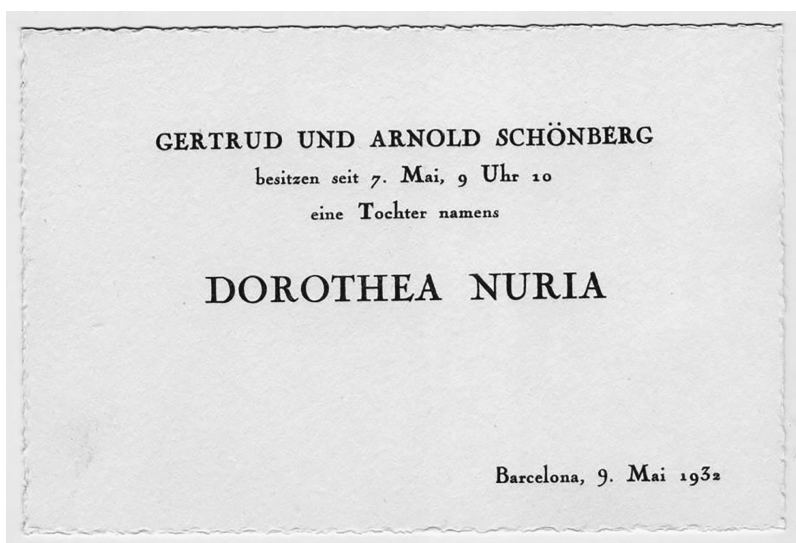 GERTRUD UND ARNOLD SCHÖNBERG
besitzen seit 7. Mai, 9 Uhr 10
eine Tochter namens
DOROTHEA NURIA
Barcelona, 9. Mai 1932